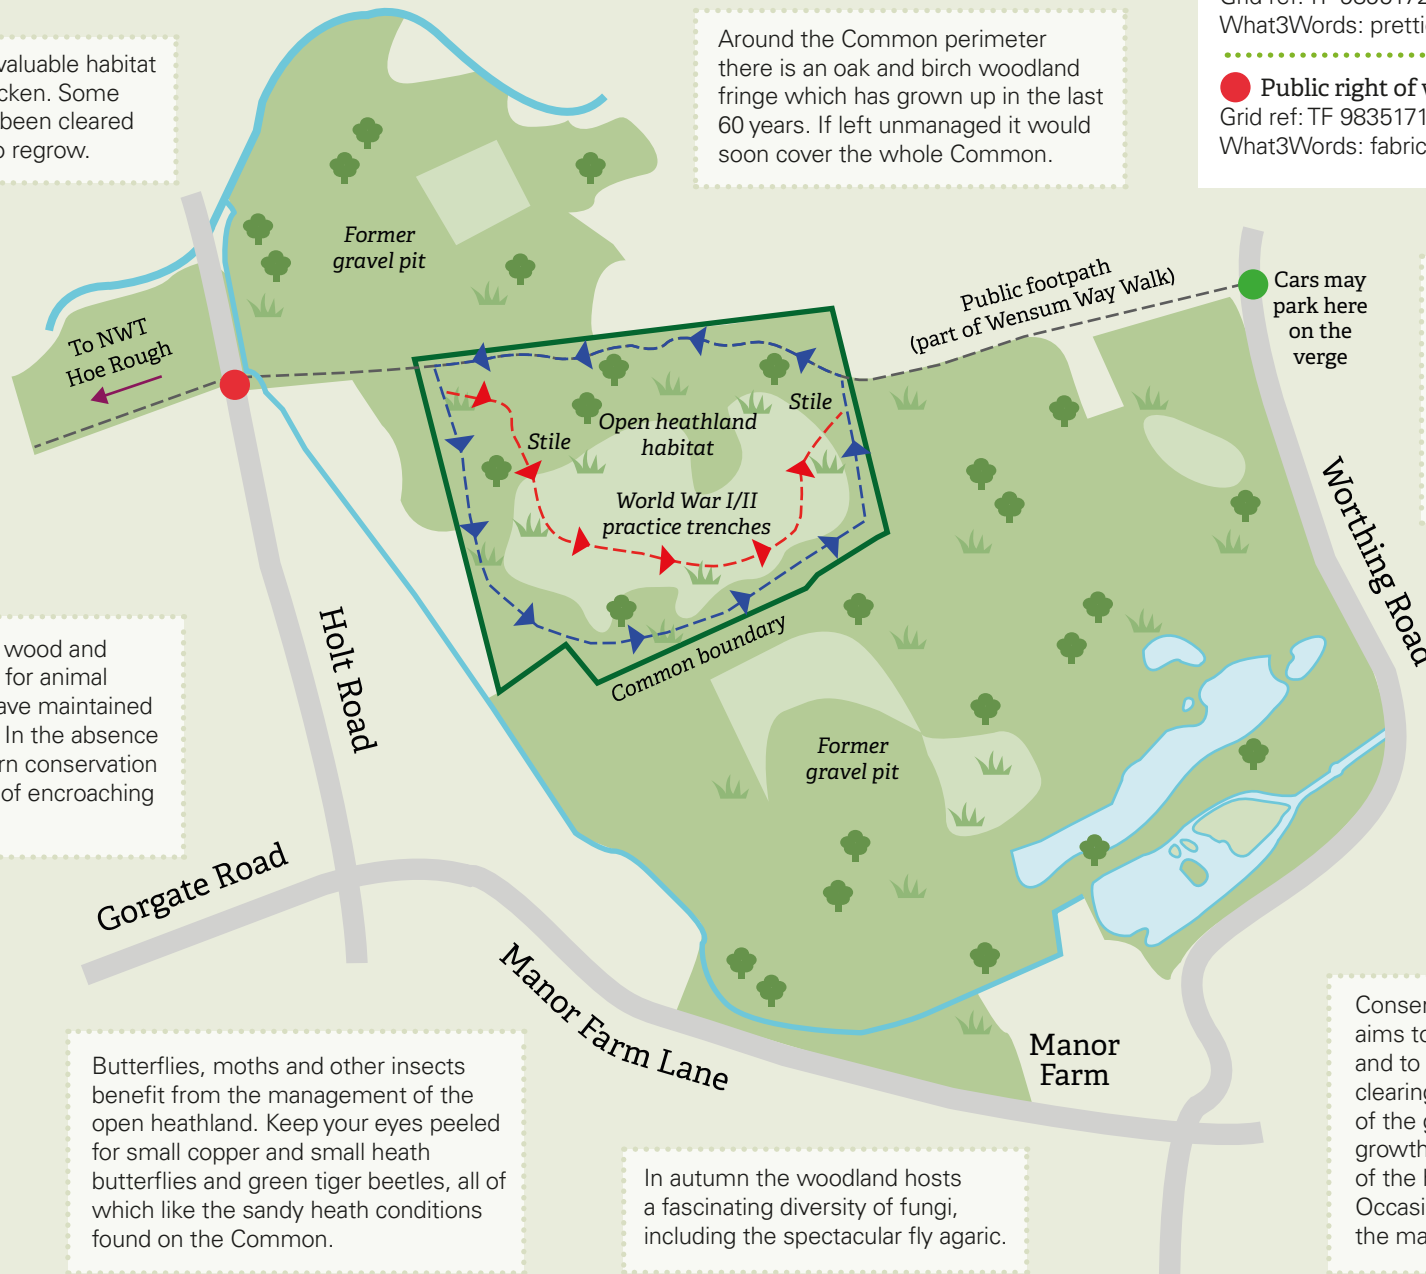 valuable habitat
cken. Some
been cleared
o regrow.
Around the Common perimeter
there is an oak and birch woodland
fringe which has grown up in the last
60 years. If left unmanaged it would
soon cover the whole Common.
What3Words: pretti
Public right of
Grid ref: TF 9835171
What3Words: fabric
Former
gravel pit
Public footpath
(part of Wensum Way Walk)
Cars may
park here
on the
verge
To NWT
Hoe Rough
Stile
Open heathland
habitat
Stile
World War I/II
practice trenches
Worthing Road
Holt Road
Common boundary
wood and
for animal
ave maintained
In the absence
rn conservation
of encroaching
Former
gravel pit
Gorgate Road
Manor Farm Lane
Manor
Farm
Butterflies, moths and other insects
benefit from the management of the
open heathland. Keep your eyes peeled
for small copper and small heath
butterflies and green tiger beetles, all of
which like the sandy heath conditions
found on the Common.
In autumn the woodland hosts
a fascinating diversity of fungi,
including the spectacular fly agaric.
Conser
aims to
and to
clearing
of the g
growth
of the
Occasi
the ma